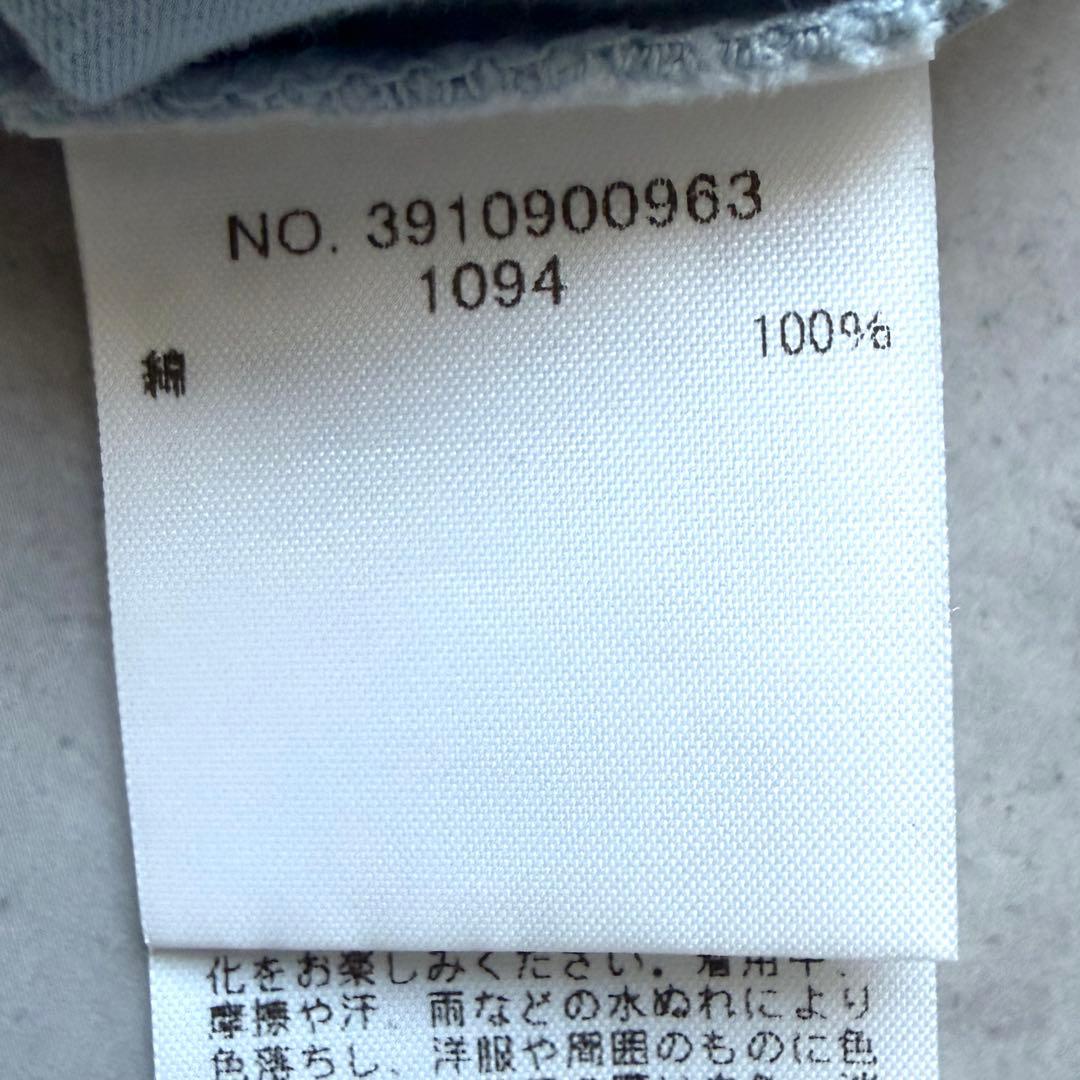 NO. 3910900963
1094
綿 100%
化をお楽しみください．着用中、
摩擦や汗、雨などの水ぬれにより
色落ちし、洋服や周囲のものに色